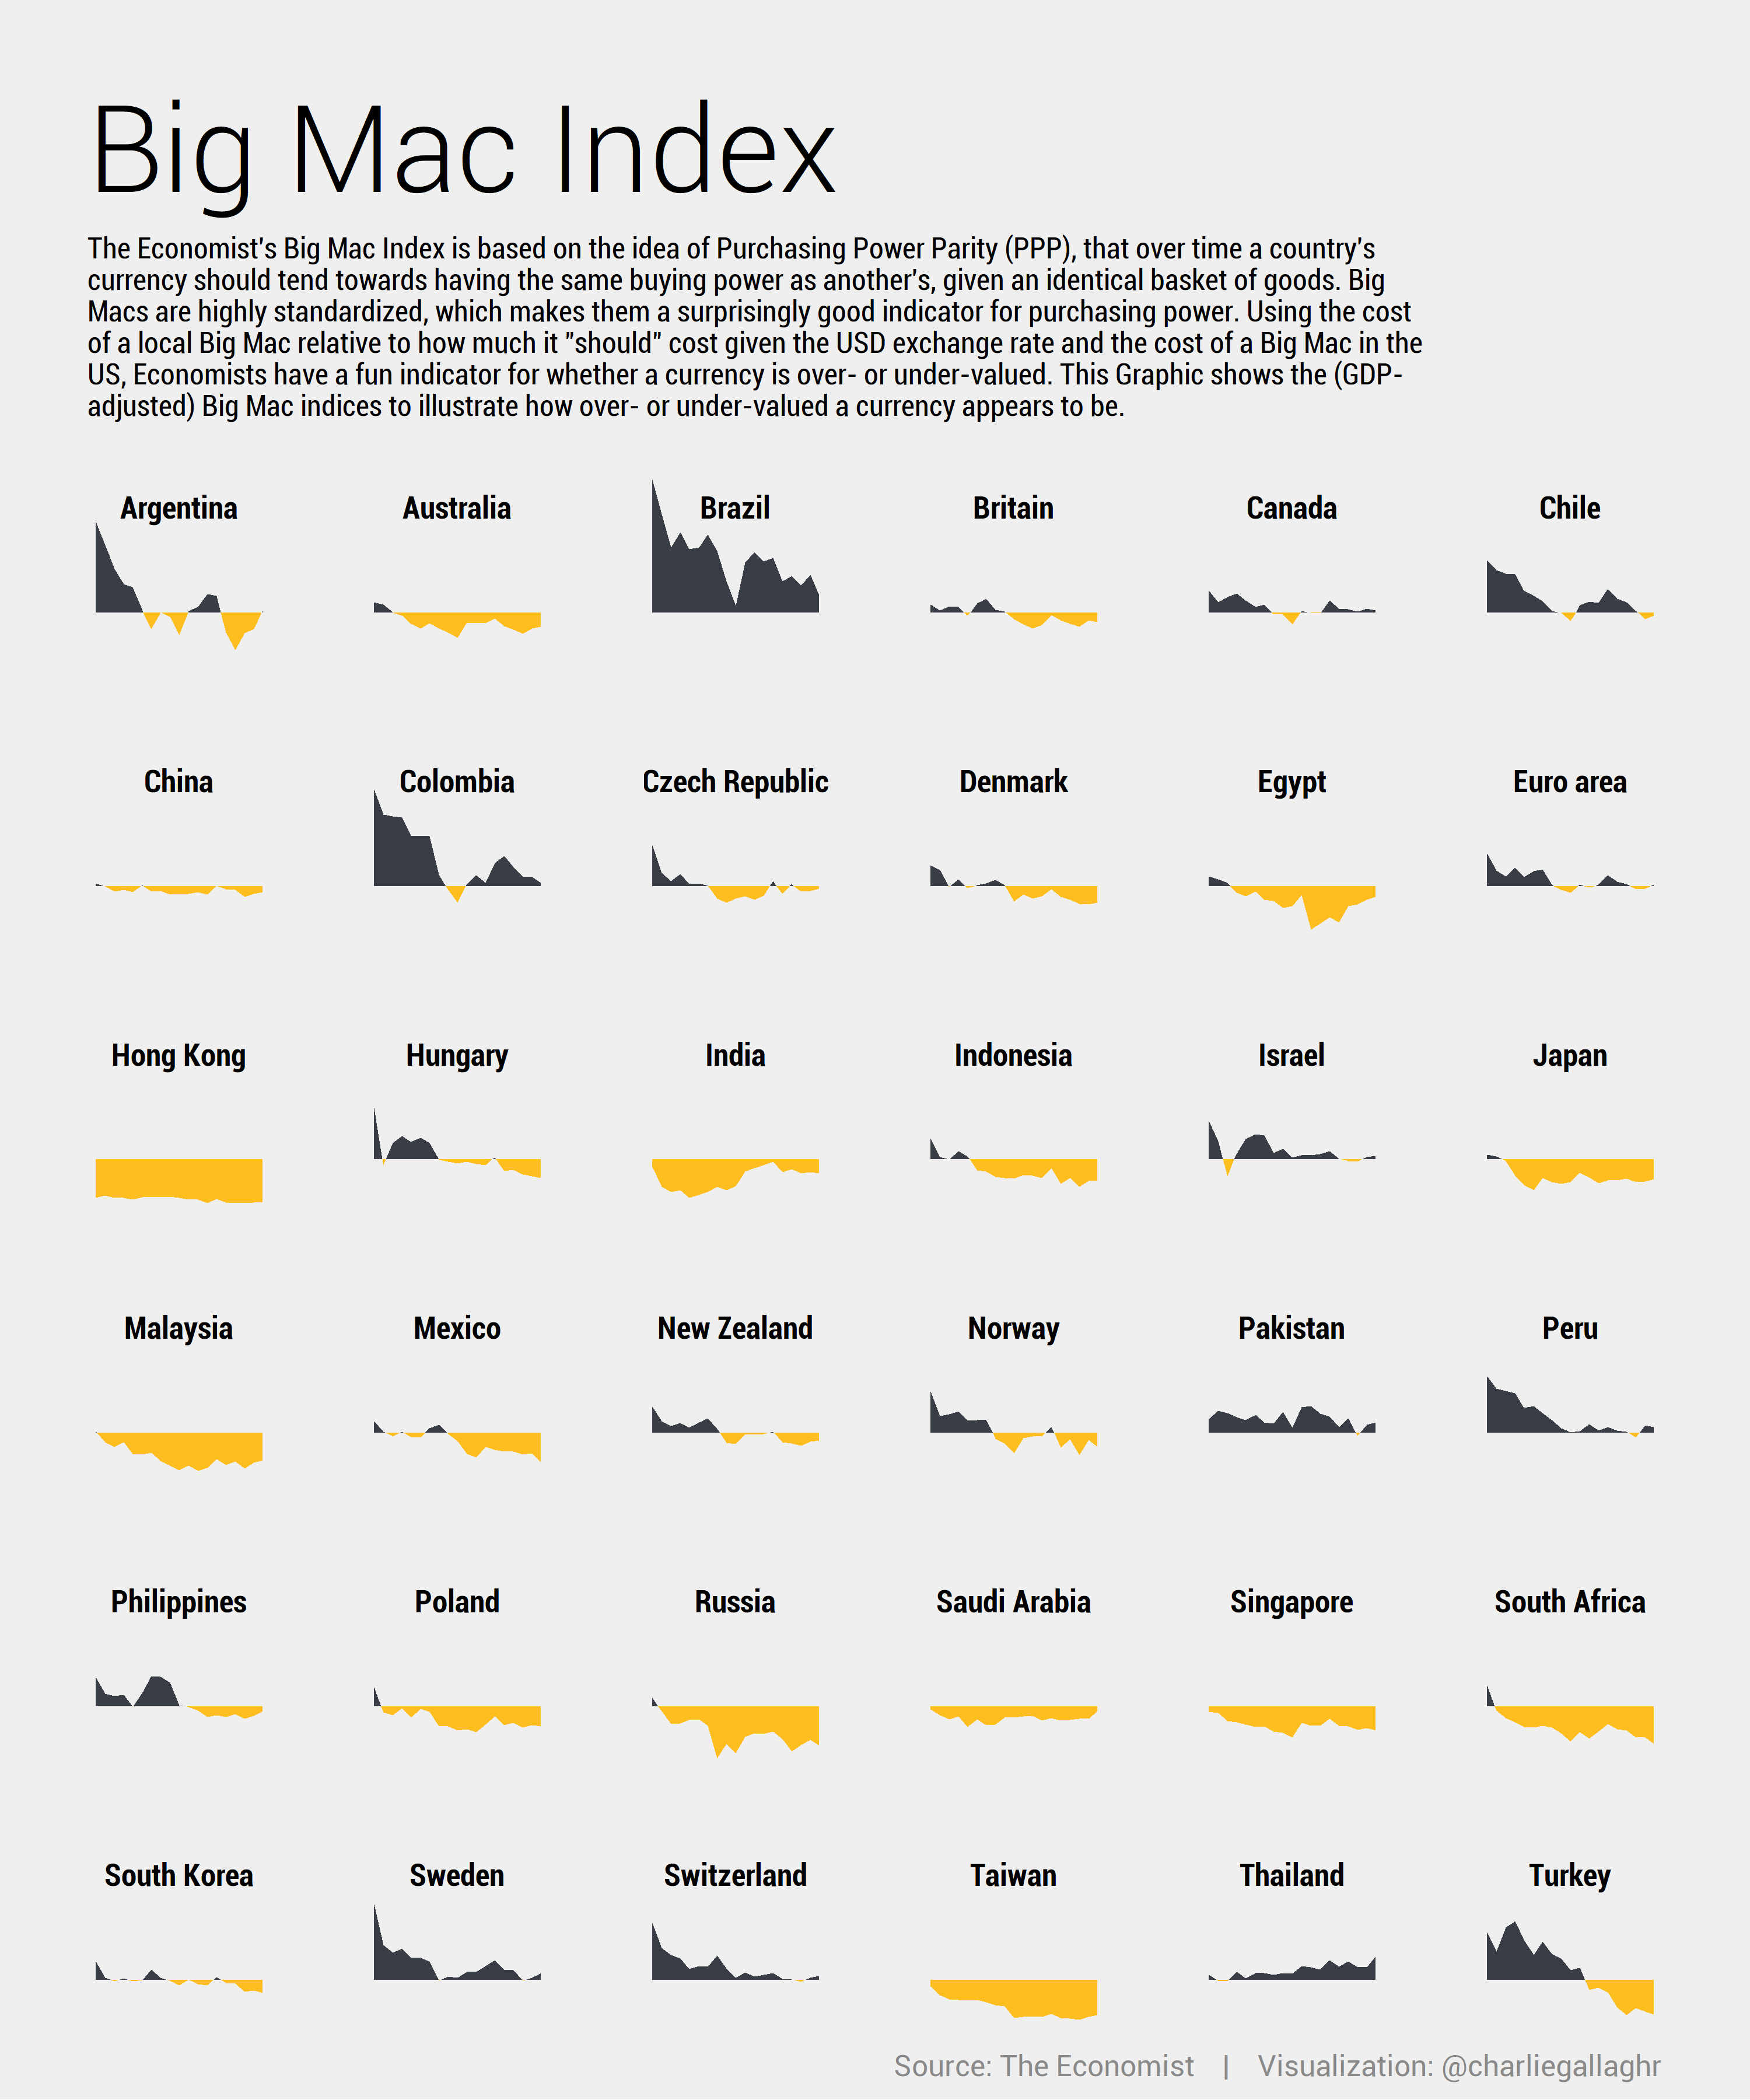 Big Mac Index
The Economist's Big Mac Index is based on the idea of Purchasing Power Parity (PPP), that over time a country's
currency should tend towards having the same buying power as another's, given an identical basket of goods. Big
Macs are highly standardized, which makes them a surprisingly good indicator for purchasing power. Using the cost
of a local Big Mac relative to how much it "should" cost given the USD exchange rate and the cost of a Big Mac in the
US, Economists have a fun indicator for whether a currency is over- or under-valued. This Graphic shows the (GDP-
adjusted) Big Mac indices to illustrate how over- or under-valued a currency appears to be.
Argentina Australia Brazil Britain Canada Chile
China Colombia Czech Republic Denmark Egypt Euro area
Hong Kong Hungary India Indonesia Israel Japan
Malaysia Mexico New Zealand Norway Pakistan Peru
Philippines Poland Russia Saudi Arabia Singapore South Africa
South Korea Sweden Switzerland Taiwan Thailand Turkey
Source: The Economist | Visualization: @charliegallaghr